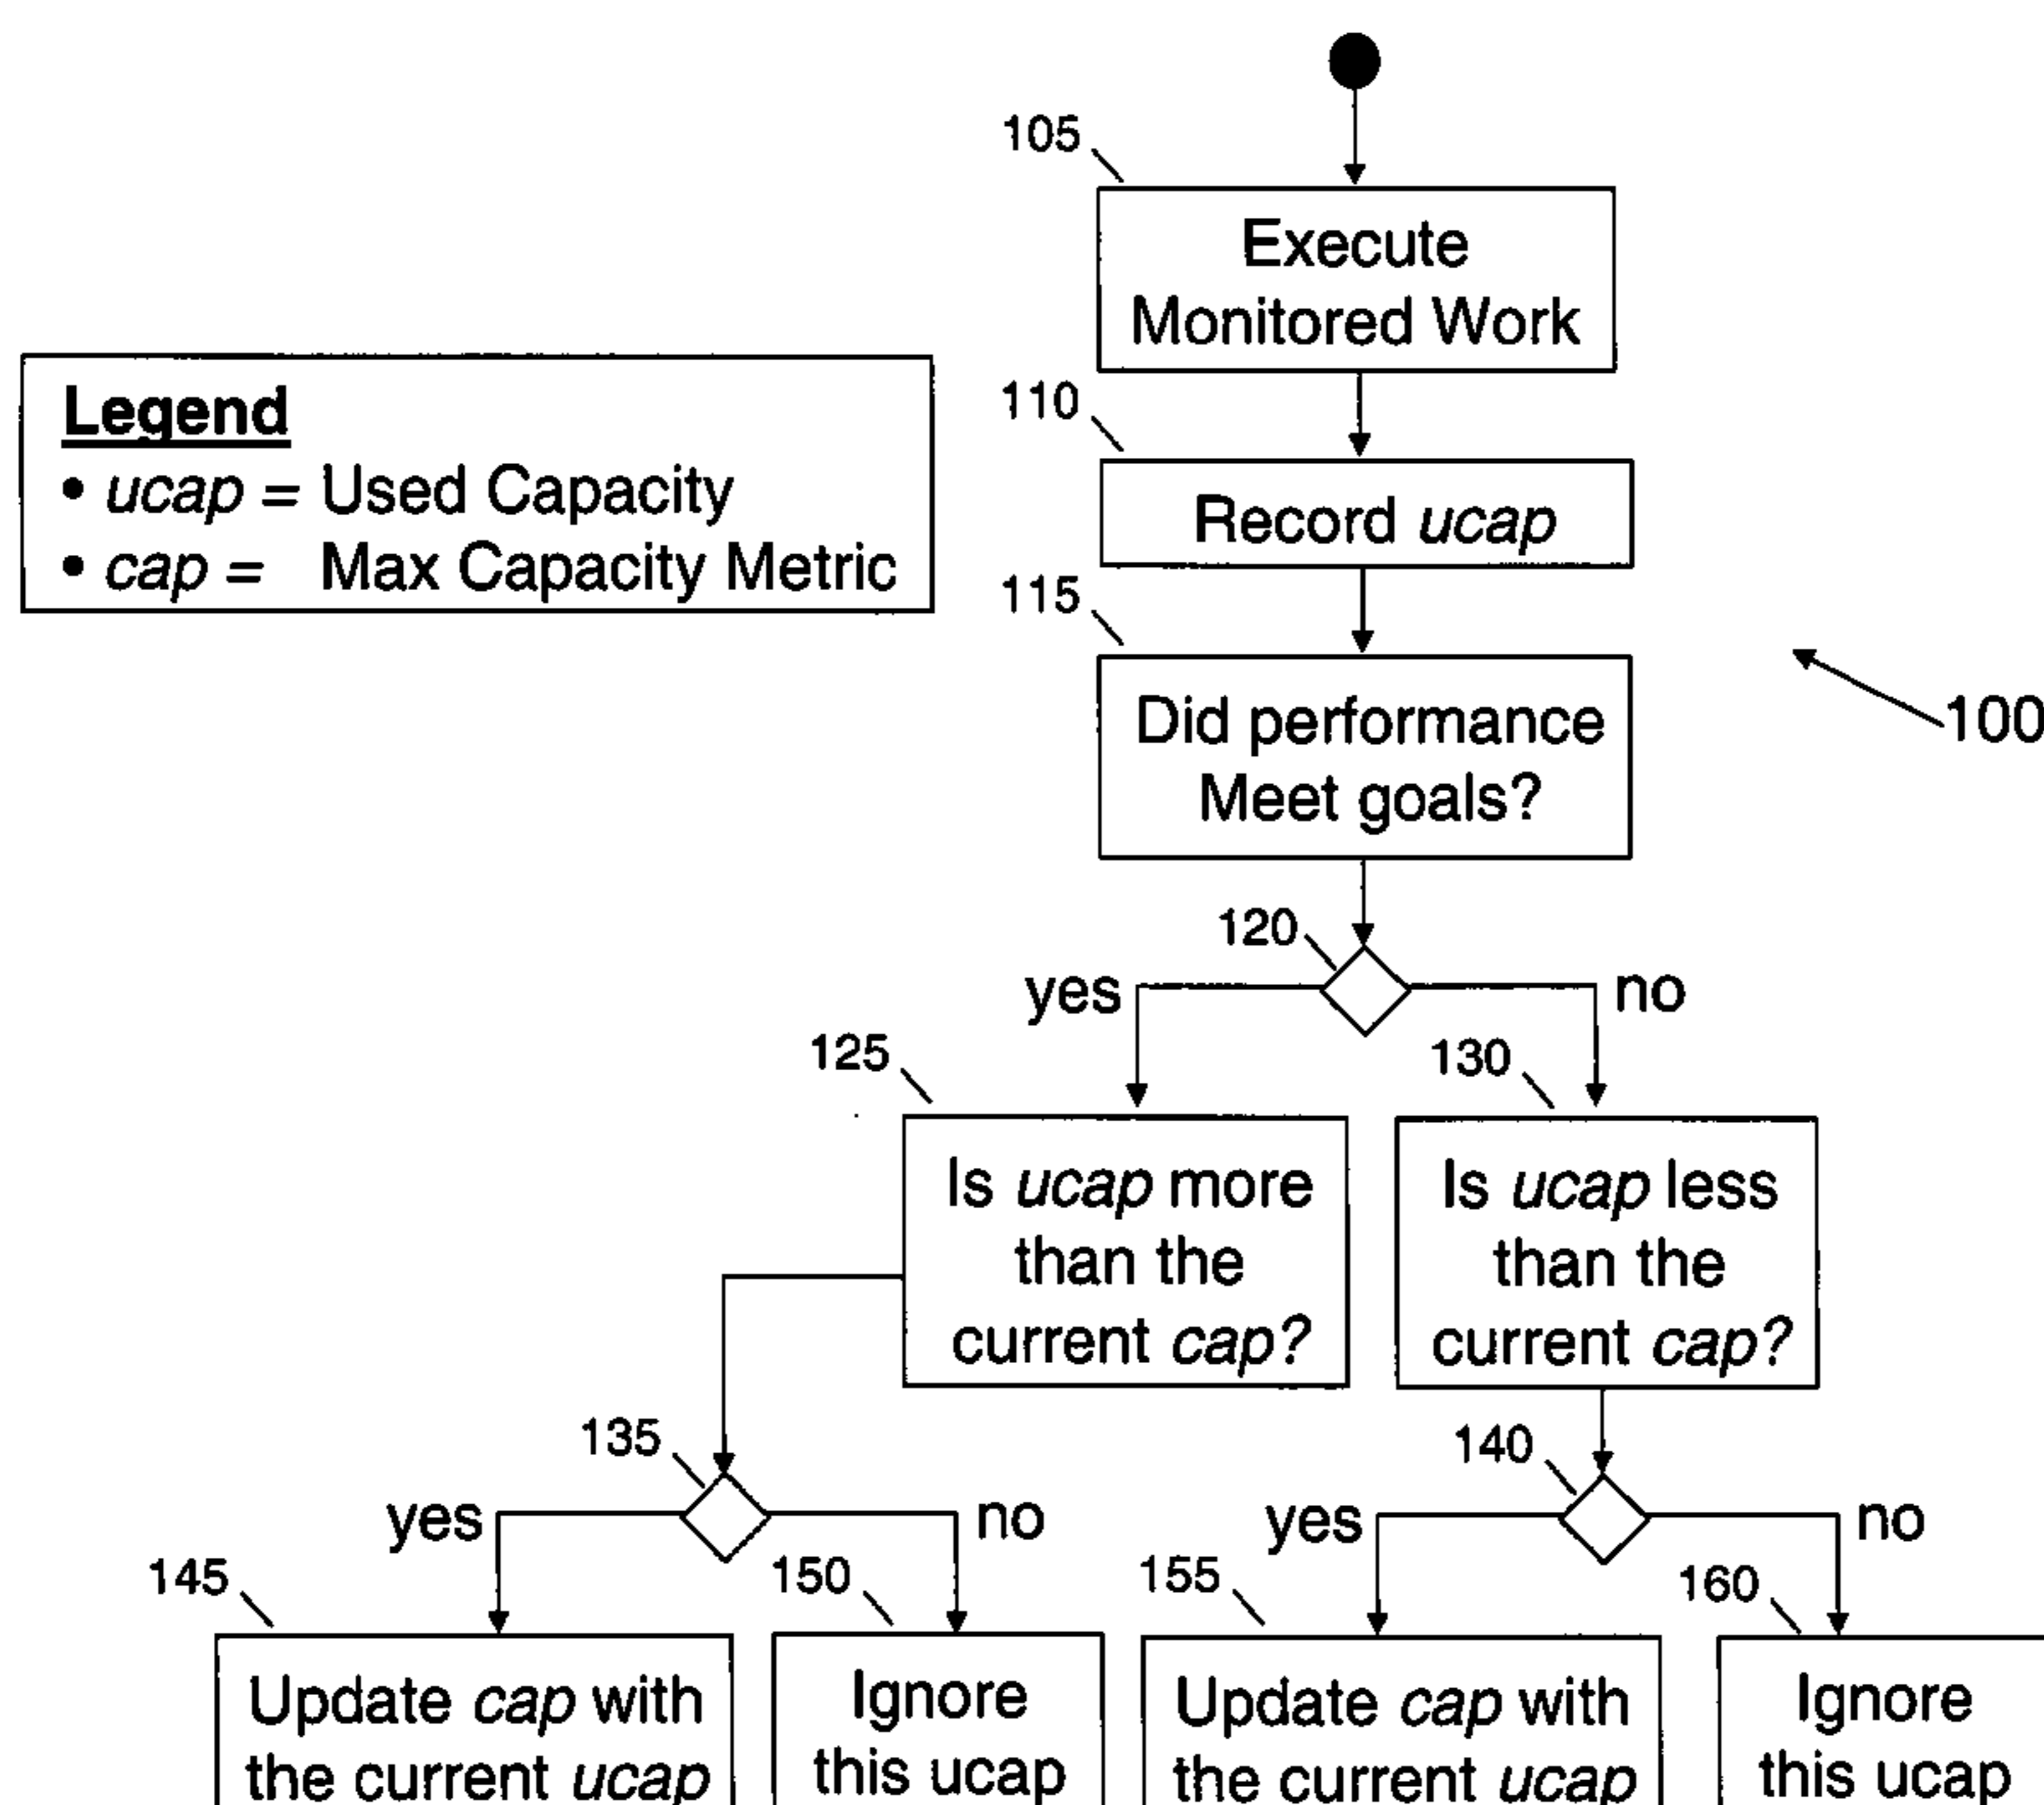 105
Execute
Monitored Work
Legend
• ucap = Used Capacity
• cap = Max Capacity Metric
110
Record ucap
115
Did performance
Meet goals?
100
120
yes
no
125
130
Is ucap more
than the
current cap?
Is ucap less
than the
current cap?
135
140
yes
no
yes
no
145
150
155
160
Update cap with
the current ucap
Ignore
this ucap
Update cap with
the current ucap
Ignore
this ucap